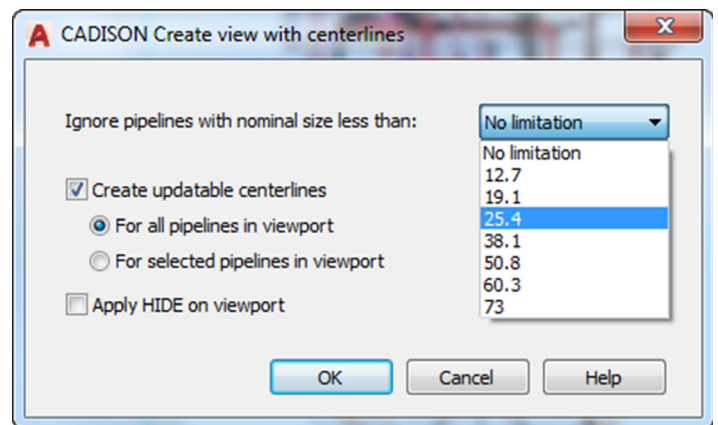 CADISON Create view with centerlines
Ignore pipelines with nominal size less than:
No limitation
No limitation
12.7
19.1
25.4
38.1
50.8
60.3
73
Create updatable centerlines
For all pipelines in viewport
For selected pipelines in viewport
Apply HIDE on viewport
OK
Cancel
Help